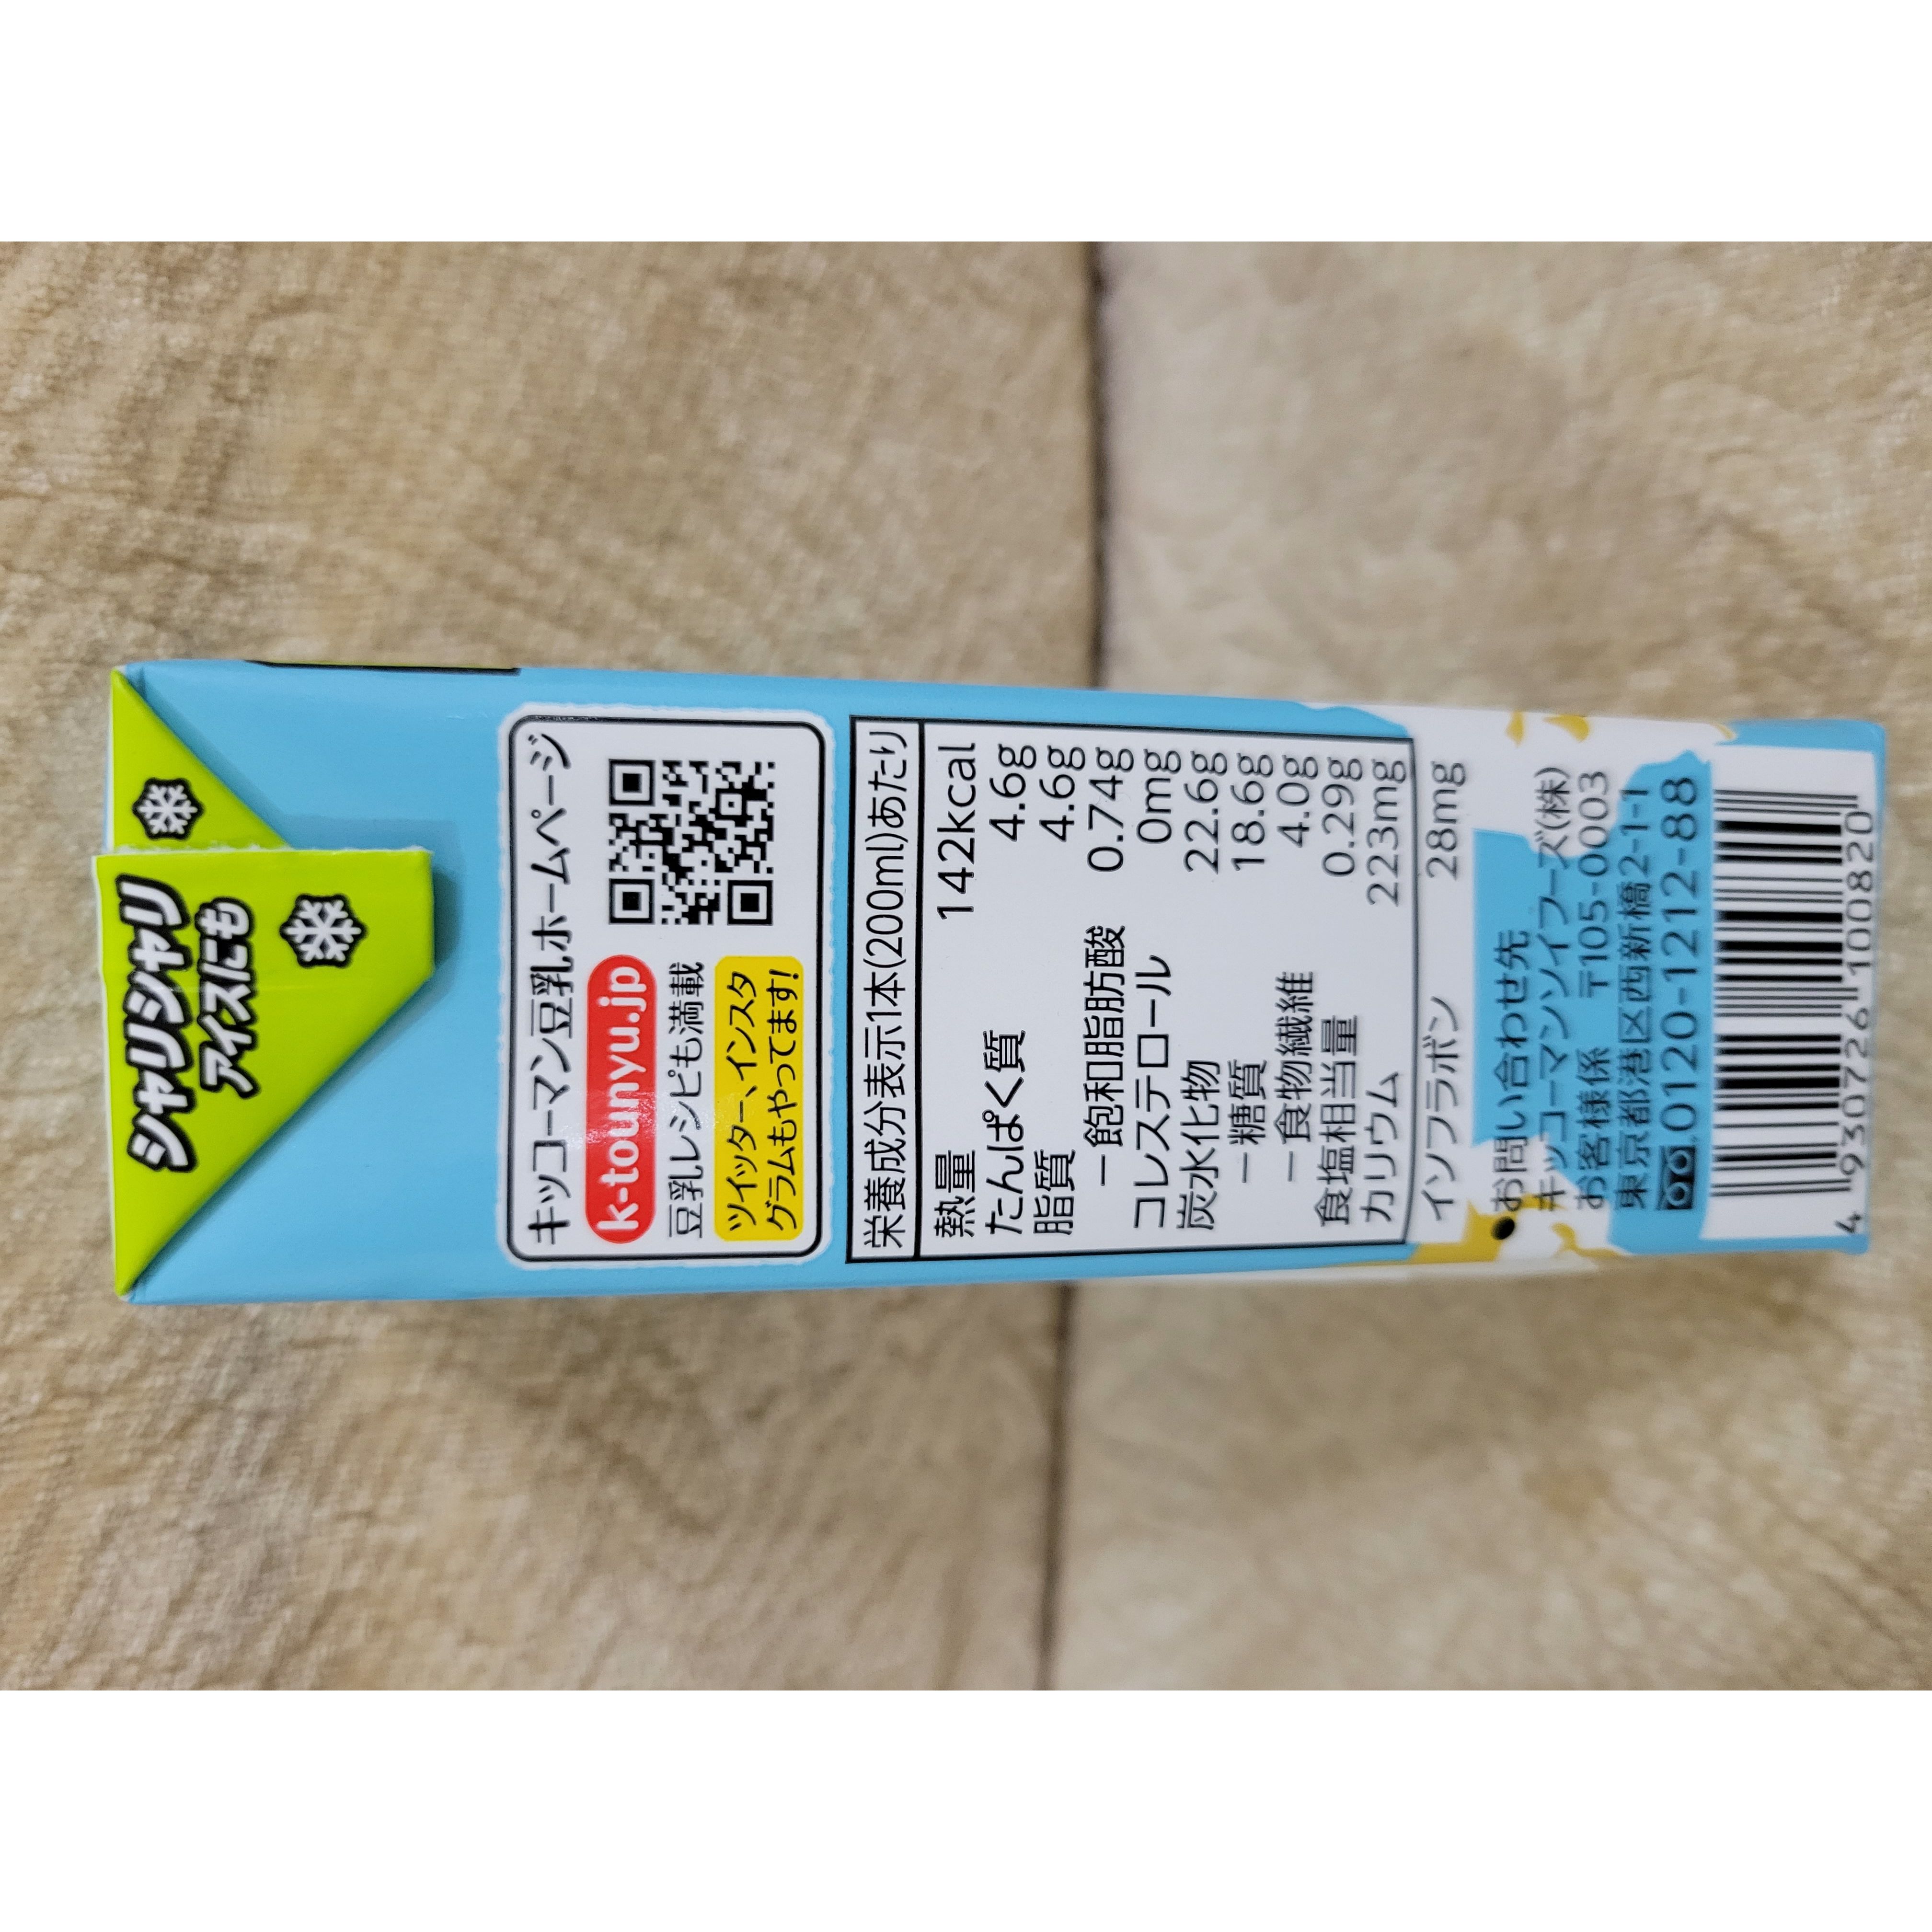 シャリシャリ
アイスにも
キッコーマン豆乳ホームページ
k-tounyu.jp
豆乳レシピも満載
ツイッター、インスタ
グラムもやってます!
栄養成分表示1本(200ml)あたり
熱量 142kcal
たんぱく質 4.6g
脂質 4.6g
－飽和脂肪酸 0.74g
コレステロール 0mg
炭水化物 22.6g
－糖質 18.6g
－食物繊維 4.0g
食塩相当量 0.29g
カリウム 223mg
イソフラボン 28mg
お問い合わせ先
キッコーマンソイフーズ(株)
お客様係 〒105-0003
東京都港区西新橋2-1-1
0120-1212-88
4 930726 100820